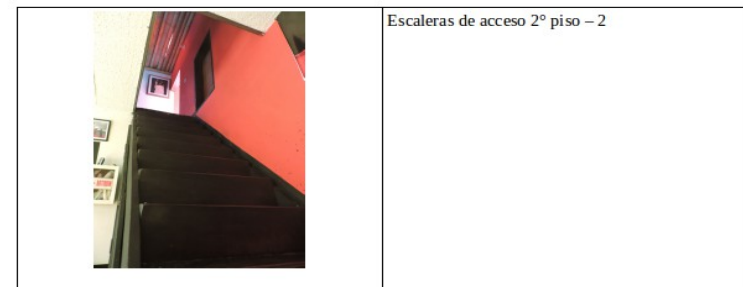 Escaleras de acceso 2° piso – 2